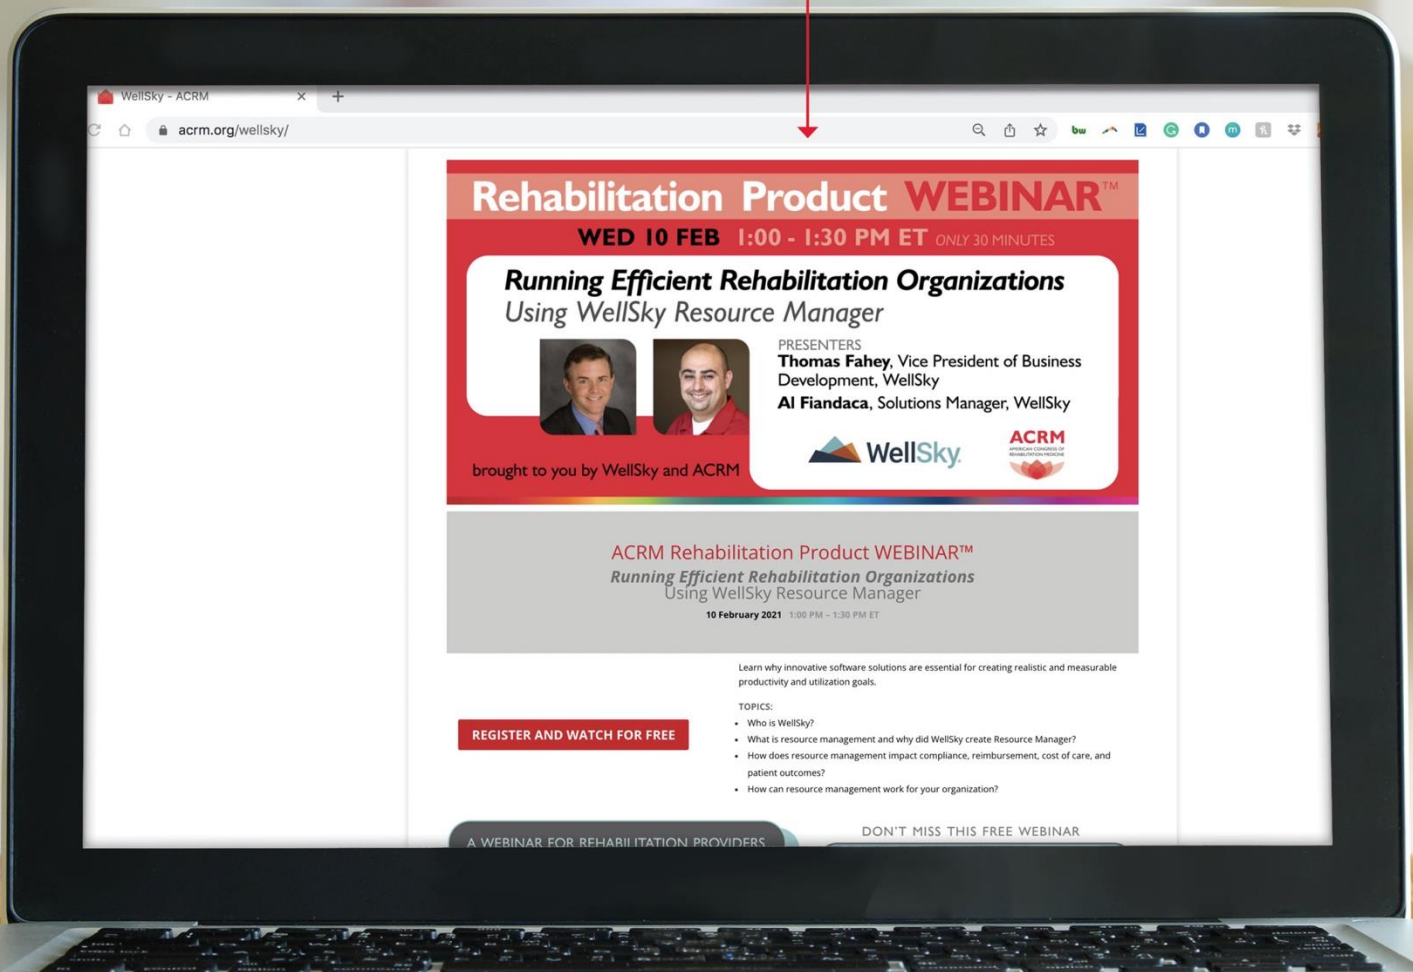 WellSky - ACRM
acrm.org/wellsky/
bw
m
Rehabilitation Product WEBINAR™
WED 10 FEB 1:00 - 1:30 PM ET ONLY 30 MINUTES
Running Efficient Rehabilitation Organizations
Using WellSky Resource Manager
PRESENTERS
Thomas Fahey, Vice President of Business
Development, WellSky
Al Fiandaca, Solutions Manager, WellSky
WellSky
ACRM
AMERICAN CONGRESS OF
REHABILITATION MEDICINE
brought to you by WellSky and ACRM
ACRM Rehabilitation Product WEBINAR™
Running Efficient Rehabilitation Organizations
Using WellSky Resource Manager
10 February 2021 1:00 PM – 1:30 PM ET
REGISTER AND WATCH FOR FREE
Learn why innovative software solutions are essential for creating realistic and measurable
productivity and utilization goals.
TOPICS:
• Who is WellSky?
• What is resource management and why did WellSky create Resource Manager?
• How does resource management impact compliance, reimbursement, cost of care, and
patient outcomes?
• How can resource management work for your organization?
A WEBINAR FOR REHABILITATION PROVIDERS
DON'T MISS THIS FREE WEBINAR